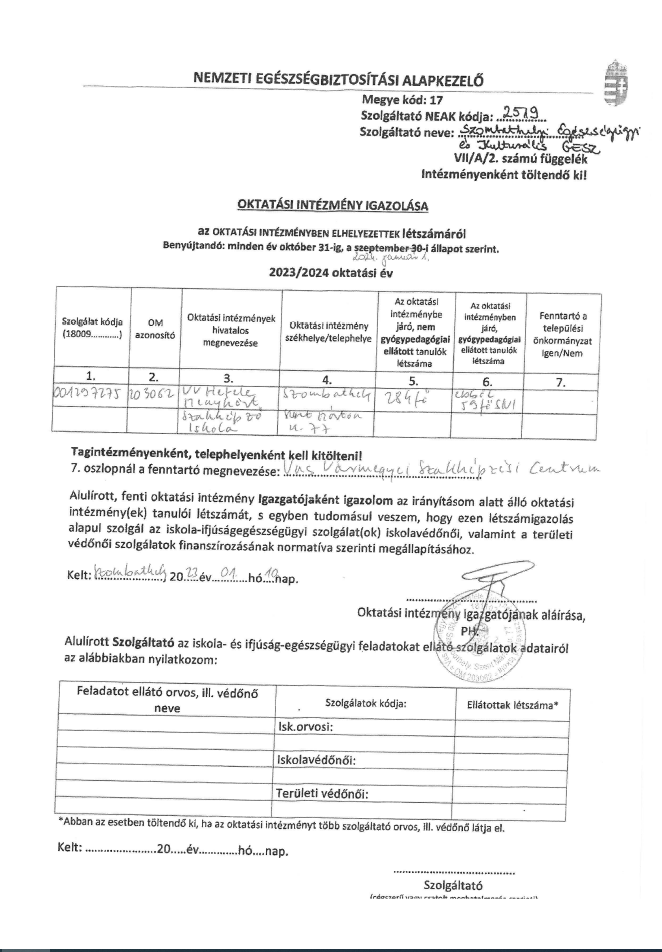 NEMZETI EGÉSZSÉGBIZTOSÍTÁSI ALAPKEZELŐ
Megye kód: 17
Szolgáltató NEAK kódja: ..2519..
Szolgáltató neve: Szombathelyi Egészségügyi
és Kulturális GESZ
VII/A/2. számú függelék
Intézményenként töltendő ki!
OKTATÁSI INTÉZMÉNY IGAZOLÁSA
az OKTATÁSI INTÉZMÉNYBEN ELHELYEZETTEK létszámáról
Benyújtandó: minden év október 31-ig, a szeptember 30-i állapot szerint.
2024. január 1.
2023/2024 oktatási év
Szolgálat kódja (18009............)
OM azonosító
Oktatási intézmények hivatalos megnevezése
Oktatási intézmény székhelye/telephelye
Az oktatási intézménybe járó, nem gyógypedagógiai ellátott tanulók létszáma
Az oktatási intézményben járó, gyógypedagógiai ellátott tanulók létszáma
Fenntartó a települési önkormányzat Igen/Nem
1. 2. 3. 4. 5. 6. 7.
203062 Hefele Szombathely 284 fő ebből
Menyhért 59 fő SNI
Szakképző Szent Márton
Iskola u. 77
Tagintézményenként, telephelyenként kell kitölteni!
7. oszlopnál a fenntartó megnevezése: Vas Vármegyei Szakképzési Centrum
Alulírott, fenti oktatási intézmény Igazgatójaként igazolom az irányításom alatt álló oktatási
intézmény(ek) tanulói létszámát, s egyben tudomásul veszem, hogy ezen létszámigazolás
alapul szolgál az iskola-ifjúságegészségügyi szolgálat(ok) iskolavédőnői, valamint a területi
védőnői szolgálatok finanszírozásának normatíva szerinti megállapításához.
Kelt: Szombathely, 2023.év 01.hó 10.nap.
Oktatási intézmény Igazgatójának aláírása,
PH.
Alulírott Szolgáltató az iskola- és ifjúság-egészségügyi feladatokat ellátó szolgálatok adatairól
az alábbiakban nyilatkozom:
Feladatot ellátó orvos, ill. védőnő neve
Szolgálatok kódja:
Ellátottak létszáma*
Isk.orvosi:
Iskolavédőnői:
Területi védőnői:
*Abban az esetben töltendő ki, ha az oktatási intézményt több szolgáltató orvos, ill. védőnő látja el.
Kelt: .......................20.....év............hó....nap.
Szolgáltató